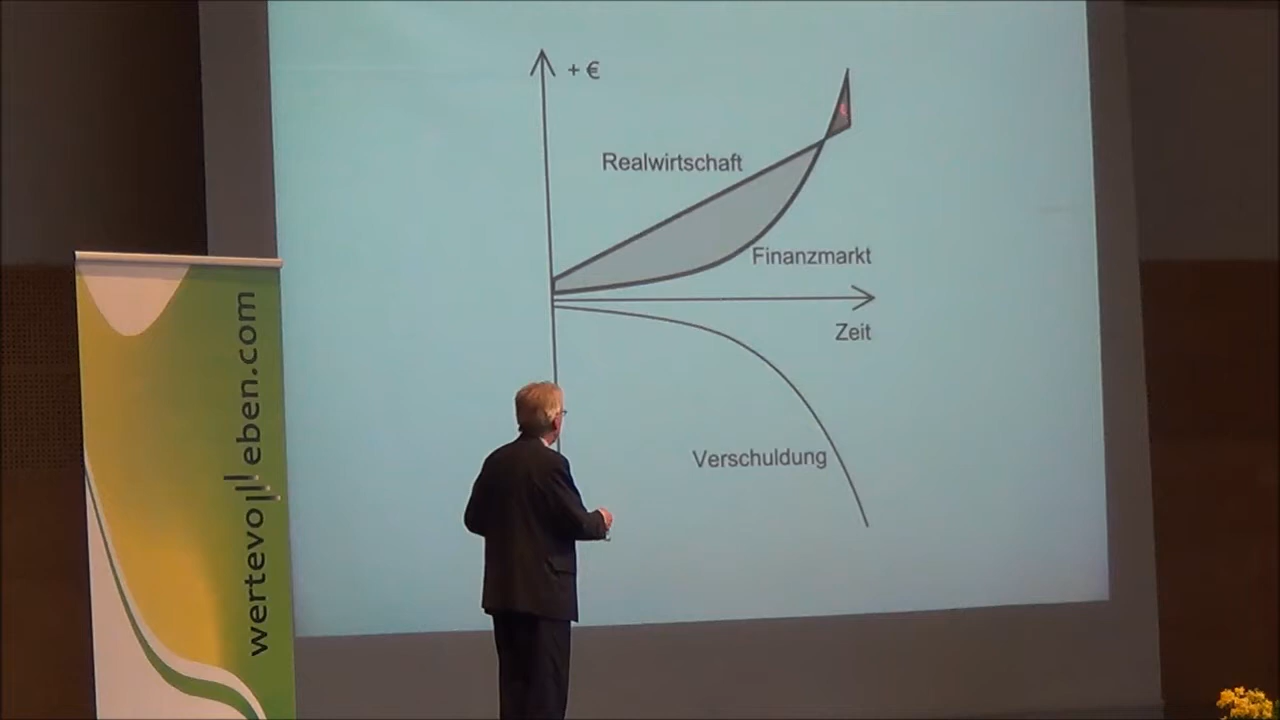 + €
Realwirtschaft
Finanzmarkt
Zeit
Verschuldung
wertevollleben.com